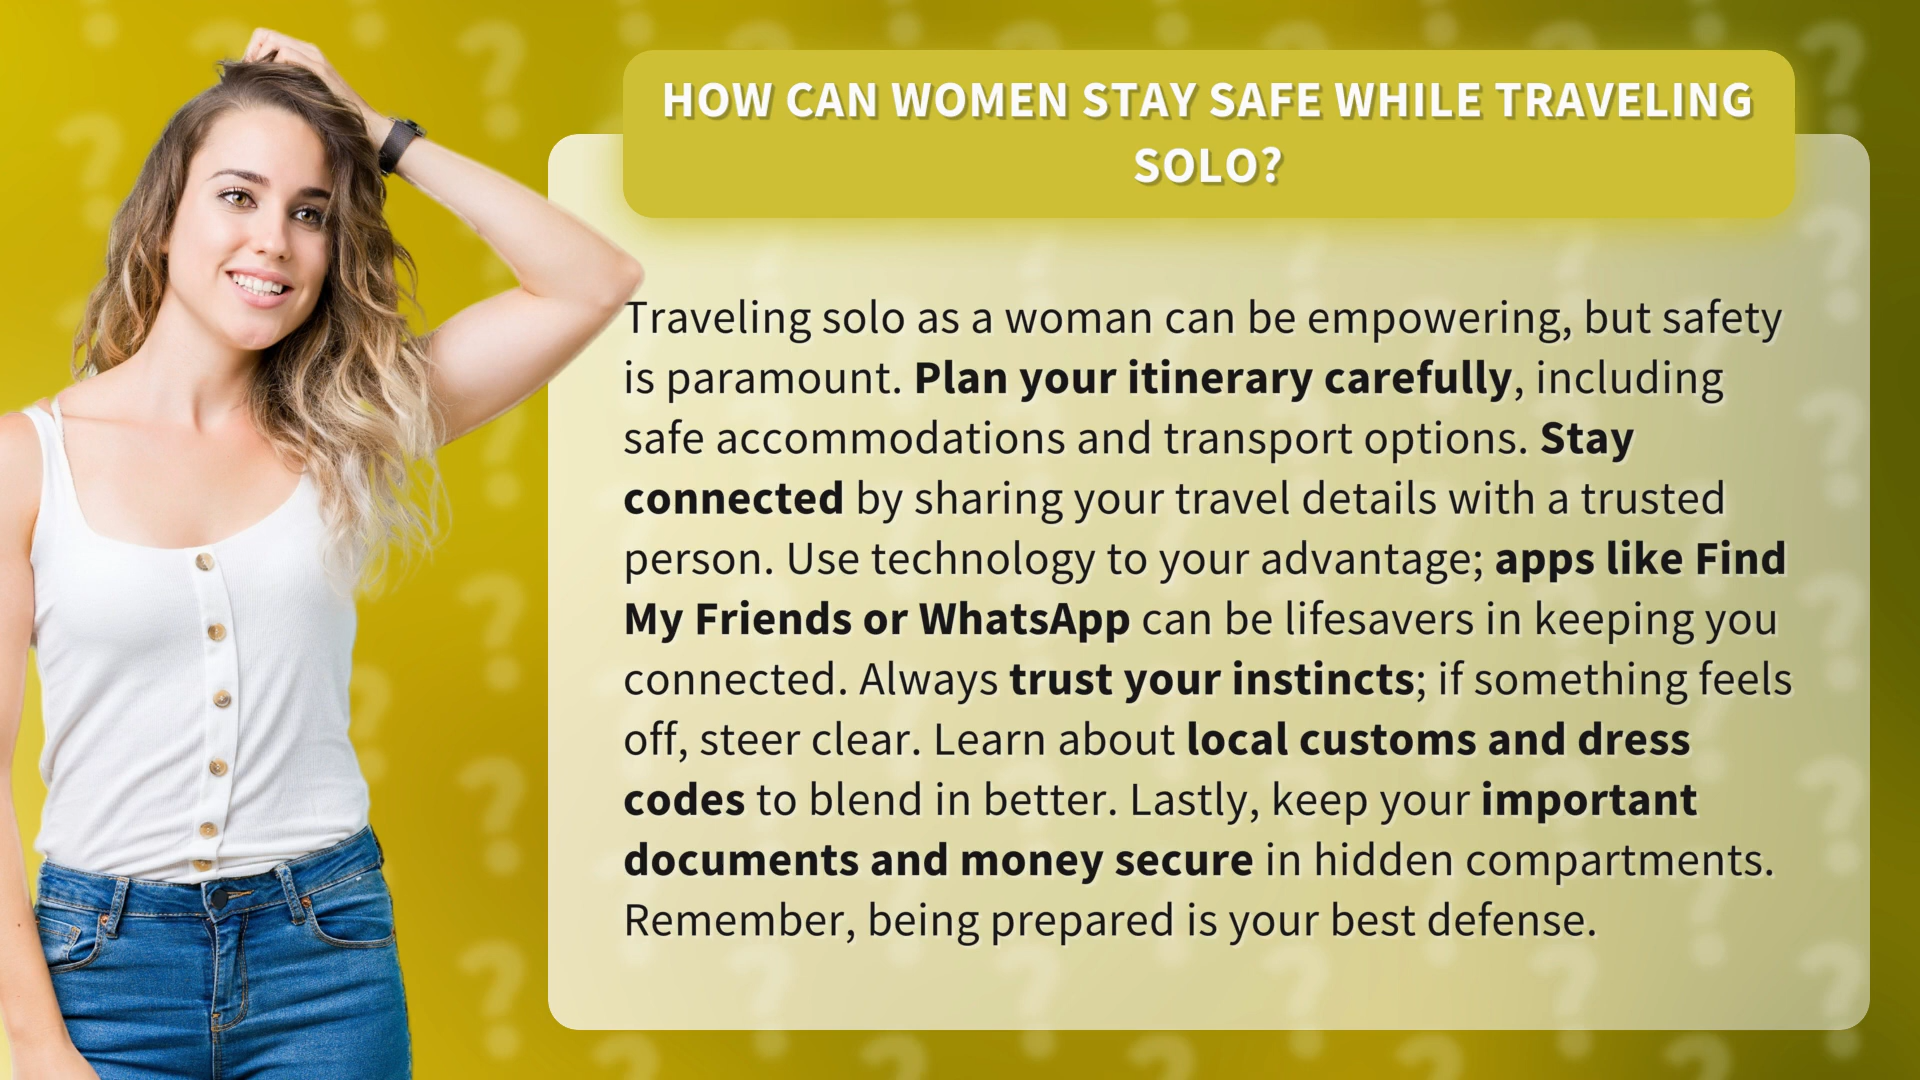 HOW CAN WOMEN STAY SAFE WHILE TRAVELING
SOLO?
Traveling solo as a woman can be empowering, but safety
is paramount. Plan your itinerary carefully, including
safe accommodations and transport options. Stay
connected by sharing your travel details with a trusted
person. Use technology to your advantage; apps like Find
My Friends or WhatsApp can be lifesavers in keeping you
connected. Always trust your instincts; if something feels
off, steer clear. Learn about local customs and dress
codes to blend in better. Lastly, keep your important
documents and money secure in hidden compartments.
Remember, being prepared is your best defense.